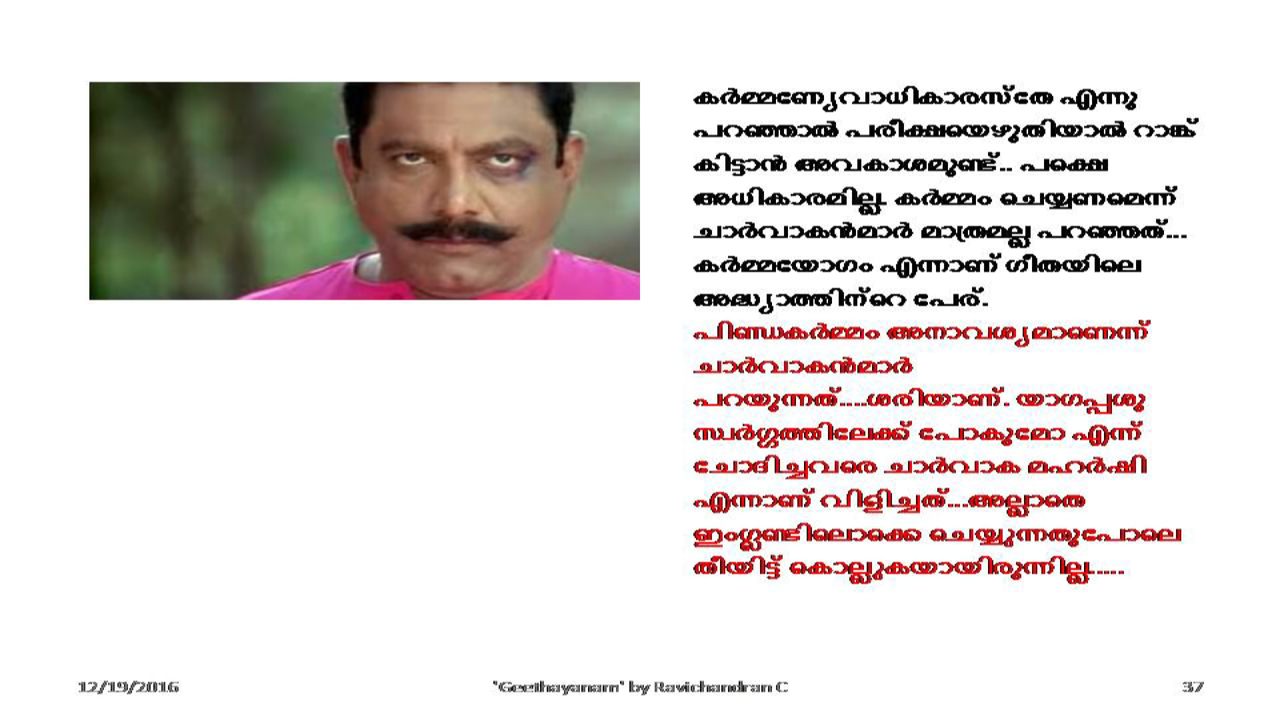 കർമ്മണ്യേവാധികാരസ്തേ എന്നു
പറഞ്ഞാൽ പരീക്ഷയെഴുതിയാൽ റാങ്ക്
കിട്ടാൻ അവകാശമുണ്ട്.. പക്ഷെ
അധികാരമില്ല. കർമ്മം ചെയ്യണമെന്ന്
ചാർവാകൻമാർ മാത്രമല്ല പറഞ്ഞത്...
കർമ്മയോഗം എന്നാണ് ഗീതയിലെ
അദ്ധ്യാത്തിന്റെ പേര്.
പിണ്ഡകർമ്മം അനാവശ്യമാണെന്ന്
ചാർവാകൻമാർ
പറയുന്നത്....ശരിയാണ്. യാഗപ്പശു
സ്വർഗ്ഗത്തിലേക്ക് പോകുമോ എന്ന്
ചോദിച്ചവരെ ചാർവാക മഹർഷി
എന്നാണ് വിളിച്ചത്...അല്ലാതെ
ഇംഗ്ലണ്ടിലൊക്കെ ചെയ്യുന്നതുപോലെ
തീയിട്ട് കൊല്ലുകയായിരുന്നില്ല......
12/19/2016 'Geethayanam' by Ravichandran C 37